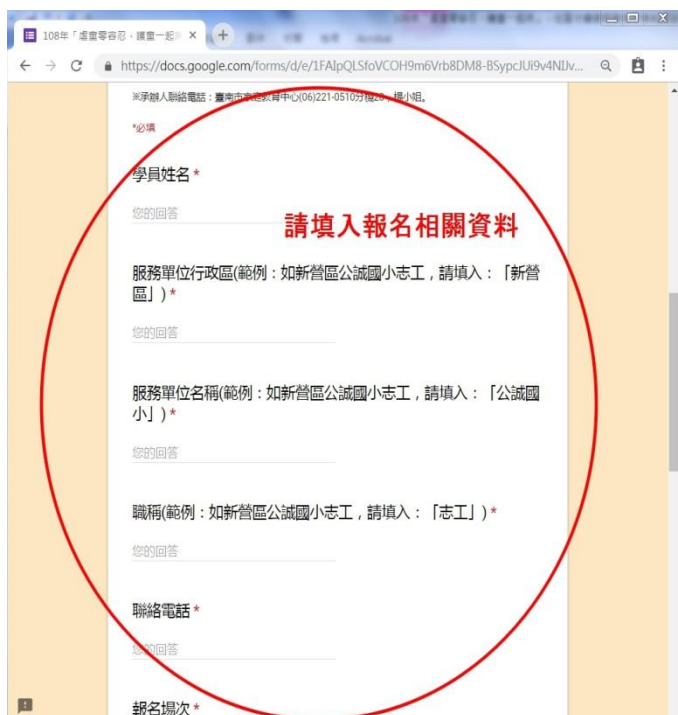 108年「虐童零容忍．護童一起
https://docs.google.com/forms/d/e/1FAIpQLSfoVCOH9m6Vrb8DM8-BSypcJUi9v4NIJv...
※承辦人聯絡電話：臺南市家庭教育中心(06)221-0510分機20，楊小姐。
*必填
學員姓名 *
您的回答
請填入報名相關資料
服務單位行政區(範例：如新營區公誠國小志工，請填入：「新營
區」) *
您的回答
服務單位名稱(範例：如新營區公誠國小志工，請填入：「公誠國
小」) *
您的回答
職稱(範例：如新營區公誠國小志工，請填入：「志工」) *
您的回答
聯絡電話 *
您的回答
報名場次 *